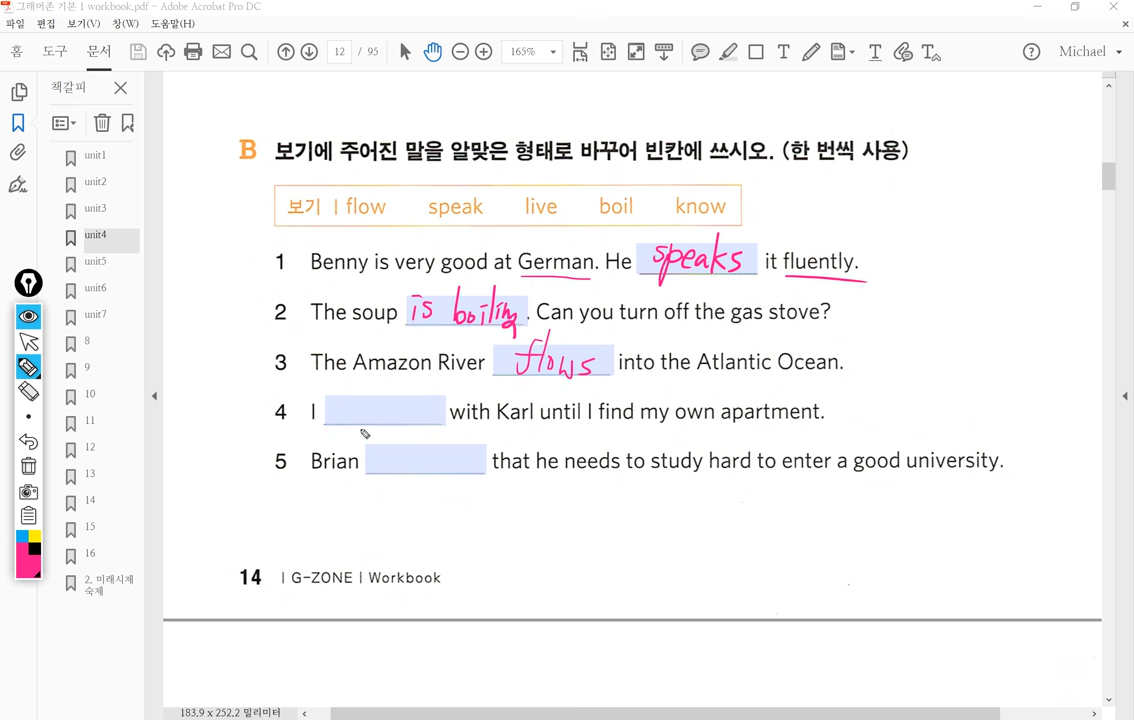 그래머존 기본 1 workbook.pdf - Adobe Acrobat Pro DC
파일 편집 보기(V) 창(W) 도움말(H)
홈 도구 문서 12 / 95 165% Michael
책갈피
unit1
unit2
unit3
unit4
unit5
unit6
unit7
8
9
10
11
12
13
14
15
16
2. 미래시제
숙제
B 보기에 주어진 말을 알맞은 형태로 바꾸어 빈칸에 쓰시오. (한 번씩 사용)
보기 | flow speak live boil know
1 Benny is very good at German. He speaks it fluently.
2 The soup is boiling. Can you turn off the gas stove?
3 The Amazon River flows into the Atlantic Ocean.
4 I with Karl until I find my own apartment.
5 Brian that he needs to study hard to enter a good university.
14 | G-ZONE | Workbook
183.9 x 252.2 밀리미터